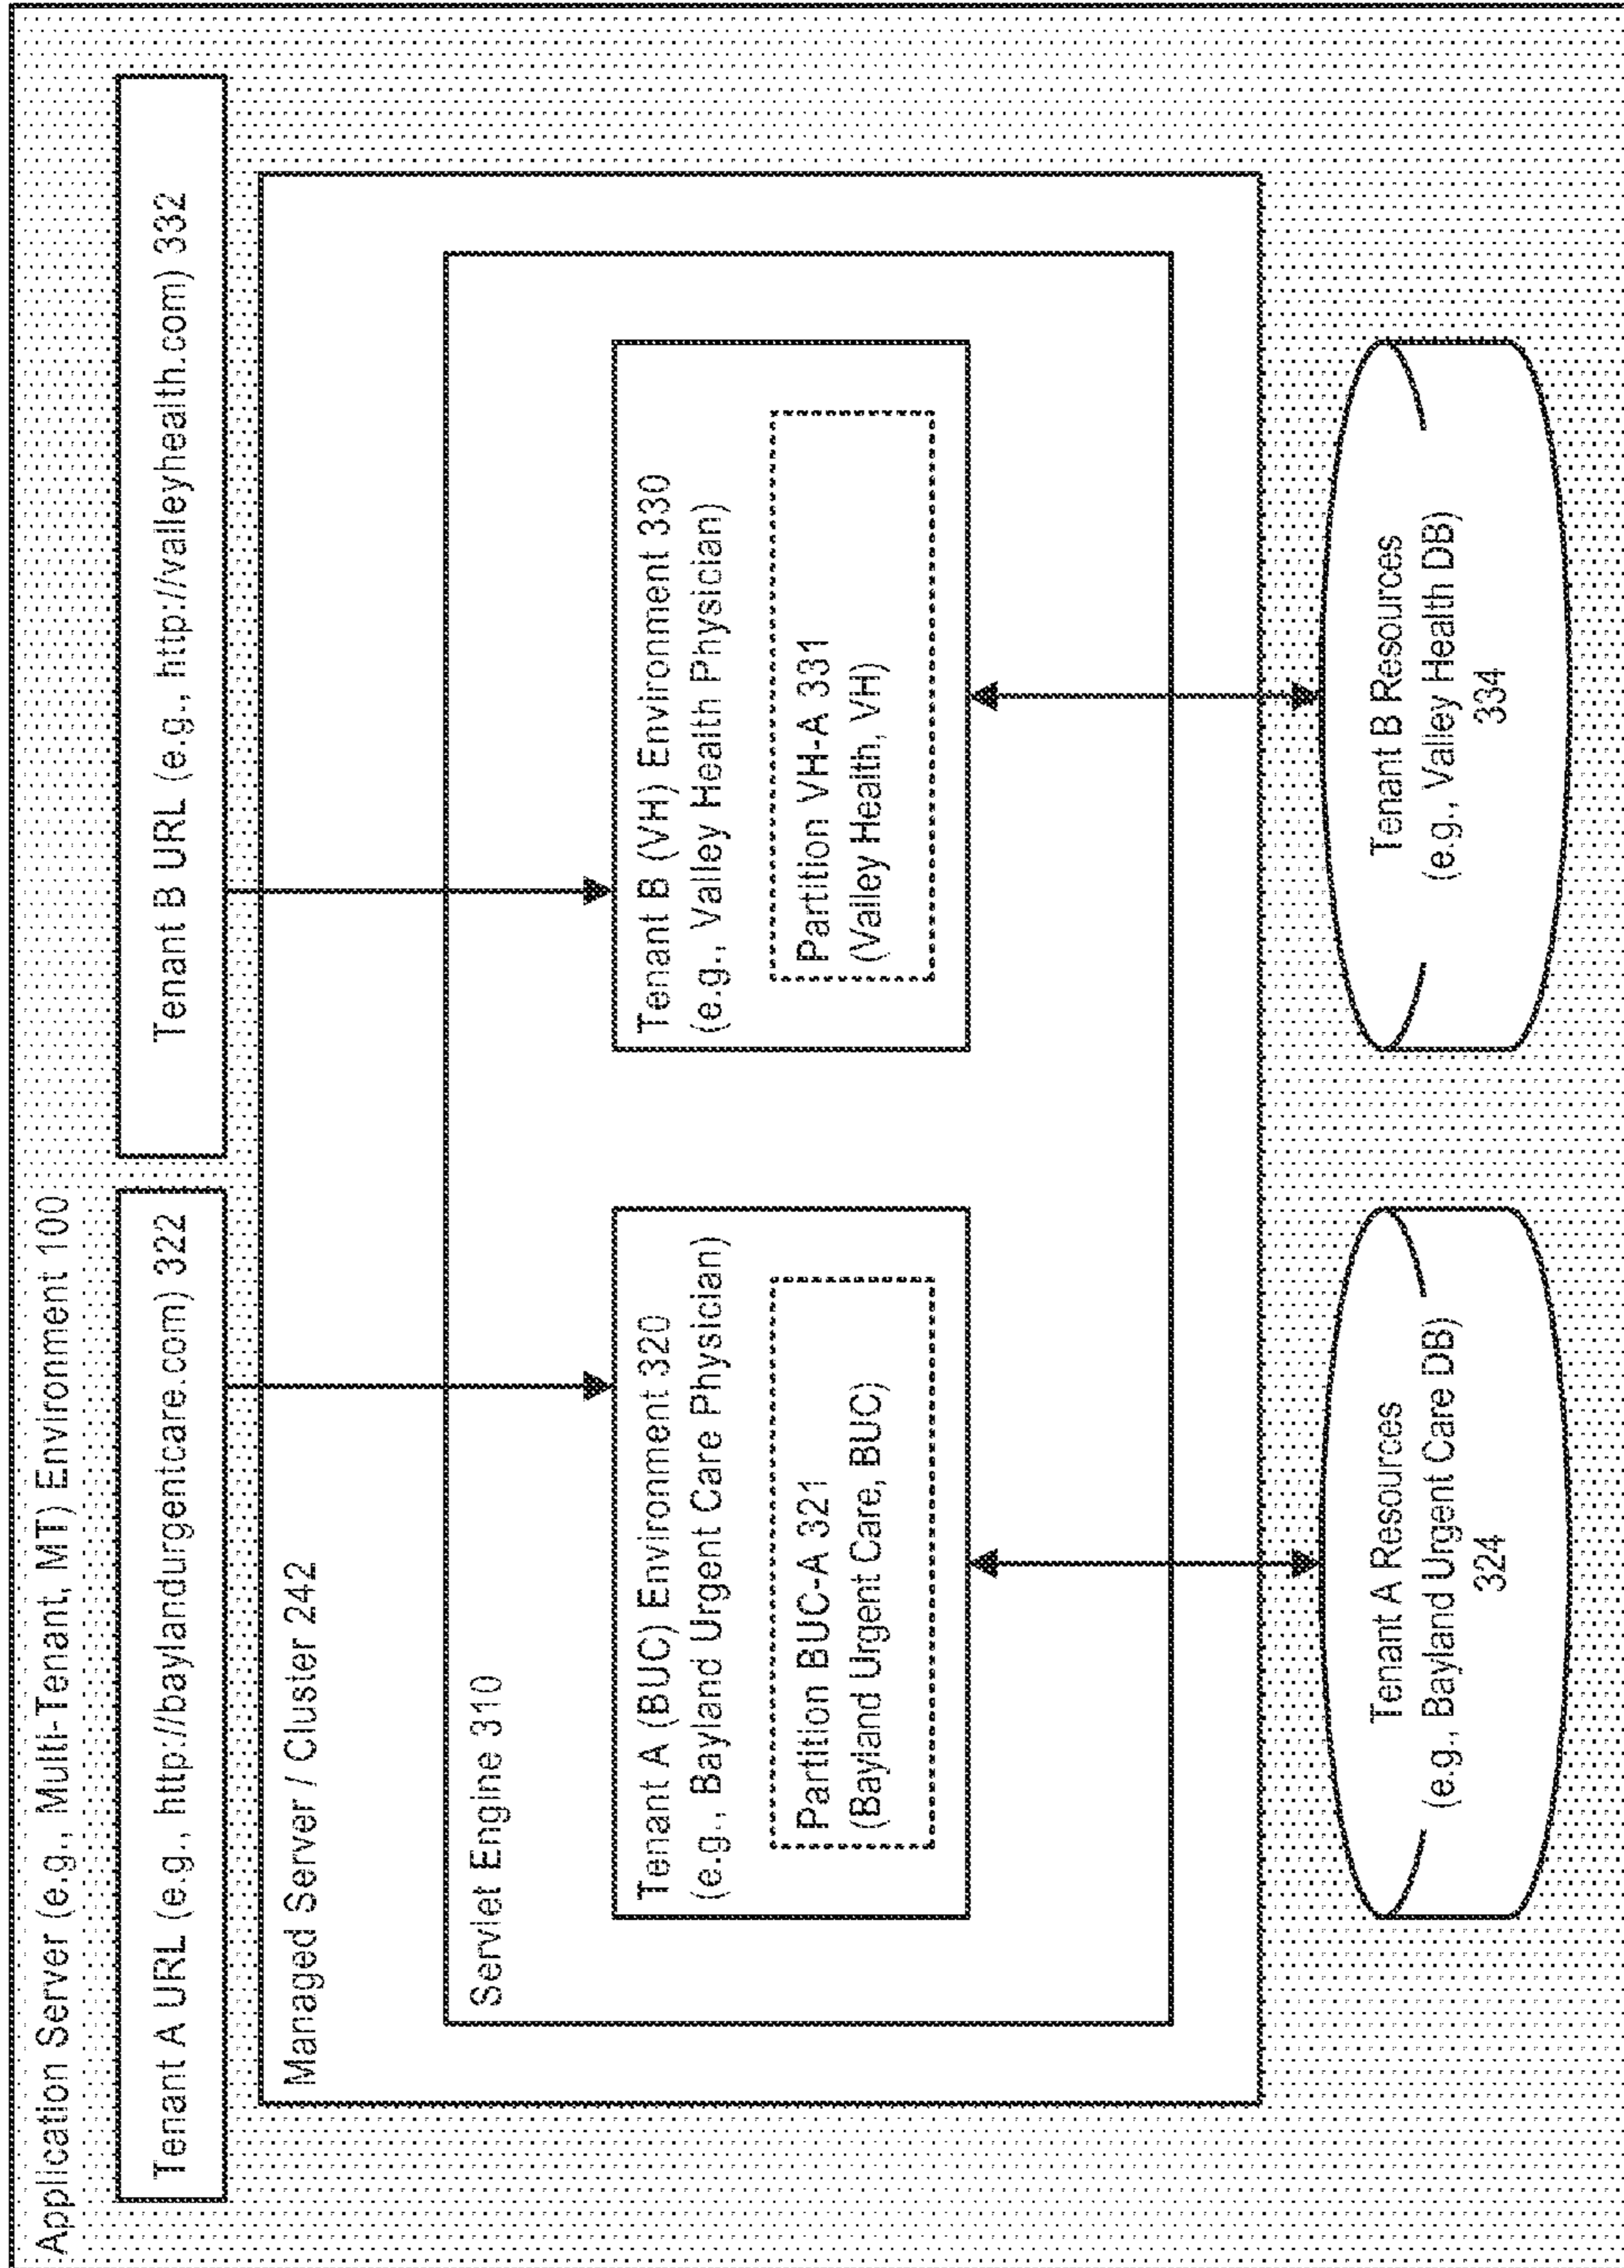 Application Server (e.g., Multi-Tenant, MT) Environment 100
Tenant A URL (e.g., http://baylandurgentcare.com) 322
Tenant B URL (e.g., http://valleyhealth.com) 332
Managed Server / Cluster 242
Servlet Engine 310
Tenant A (BUC) Environment 320
(e.g., Bayland Urgent Care Physician)
Partition BUC-A 321
(Bayland Urgent Care, BUC)
Tenant B (VH) Environment 330
(e.g., Valley Health Physician)
Partition VH-A 331
(Valley Health, VH)
Tenant A Resources
(e.g., Bayland Urgent Care DB)
324
Tenant B Resources
(e.g., Valley Health DB)
334